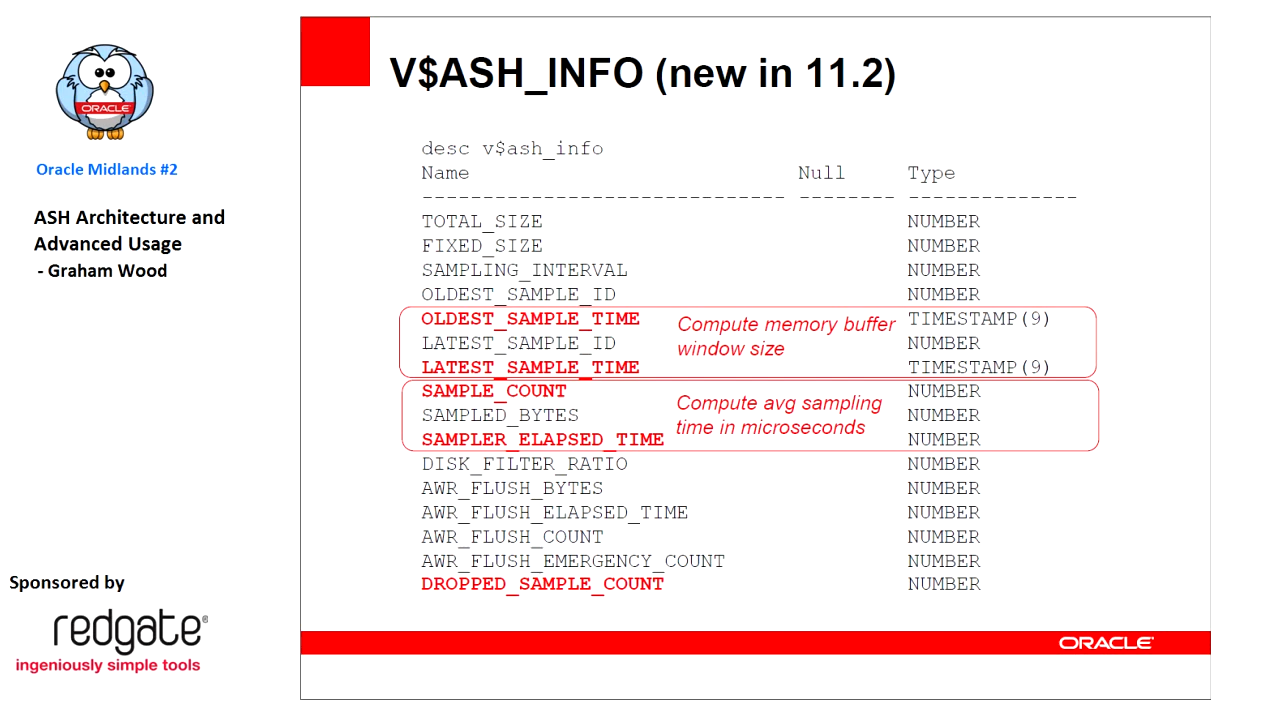 ORACLE
Oracle Midlands #2
ASH Architecture and
Advanced Usage
- Graham Wood
Sponsored by
redgate®
ingeniously simple tools
V$ASH_INFO (new in 11.2)
desc v$ash_info
Name Null Type
------------------------------ -------- --------------
TOTAL_SIZE NUMBER
FIXED_SIZE NUMBER
SAMPLING_INTERVAL NUMBER
OLDEST_SAMPLE_ID NUMBER
OLDEST_SAMPLE_TIME TIMESTAMP(9)
Compute memory buffer
window size
LATEST_SAMPLE_ID NUMBER
LATEST_SAMPLE_TIME TIMESTAMP(9)
SAMPLE_COUNT NUMBER
Compute avg sampling
time in microseconds
SAMPLED_BYTES NUMBER
SAMPLER_ELAPSED_TIME NUMBER
DISK_FILTER_RATIO NUMBER
AWR_FLUSH_BYTES NUMBER
AWR_FLUSH_ELAPSED_TIME NUMBER
AWR_FLUSH_COUNT NUMBER
AWR_FLUSH_EMERGENCY_COUNT NUMBER
DROPPED_SAMPLE_COUNT NUMBER
ORACLE